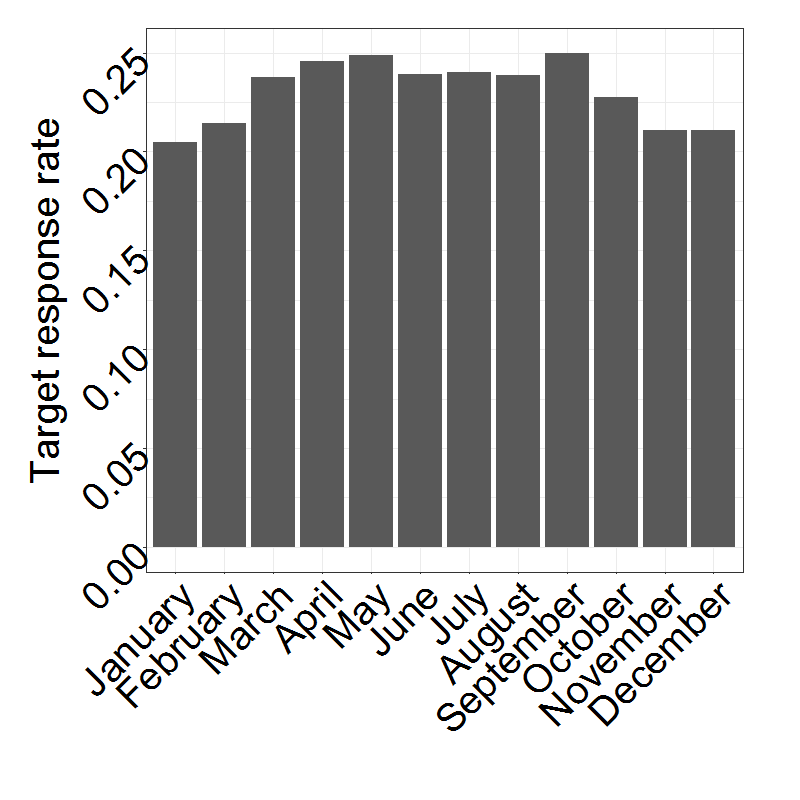 Target response rate
0.25
0.20
0.15
0.10
0.05
0.00
January
February
March
April
May
June
July
August
September
October
November
December